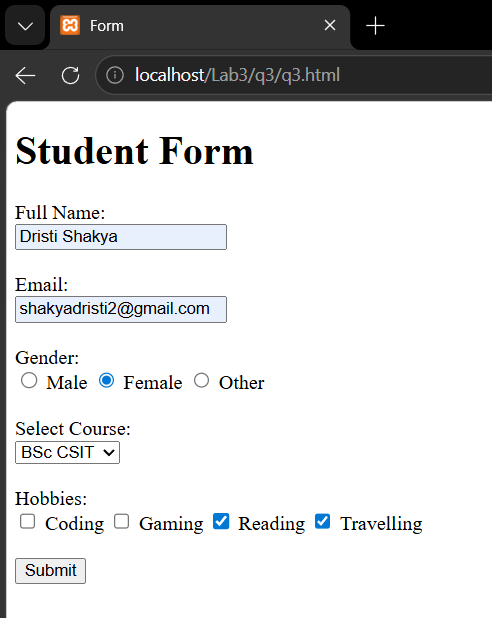 Form
localhost/Lab3/q3/q3.html
Student Form
Full Name:
Dristi Shakya
Email:
shakyadristi2@gmail.com
Gender:
Male Female Other
Select Course:
BSc CSIT
Hobbies:
Coding Gaming Reading Travelling
Submit